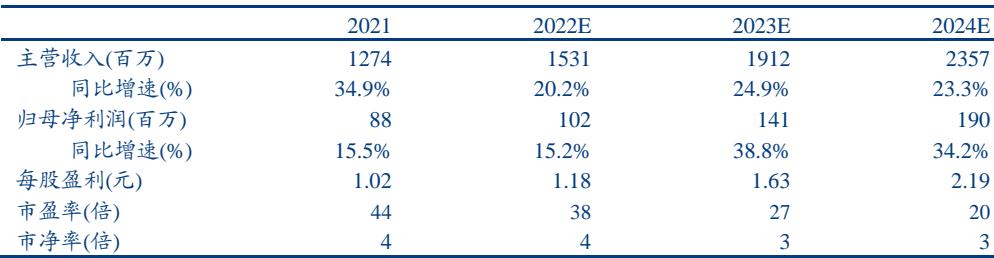 2021 2022E 2023E 2024E
主营收入(百万) 1274 1531 1912 2357
同比增速(%) 34.9% 20.2% 24.9% 23.3%
归母净利润(百万) 88 102 141 190
同比增速(%) 15.5% 15.2% 38.8% 34.2%
每股盈利(元) 1.02 1.18 1.63 2.19
市盈率(倍) 44 38 27 20
市净率(倍) 4 4 3 3